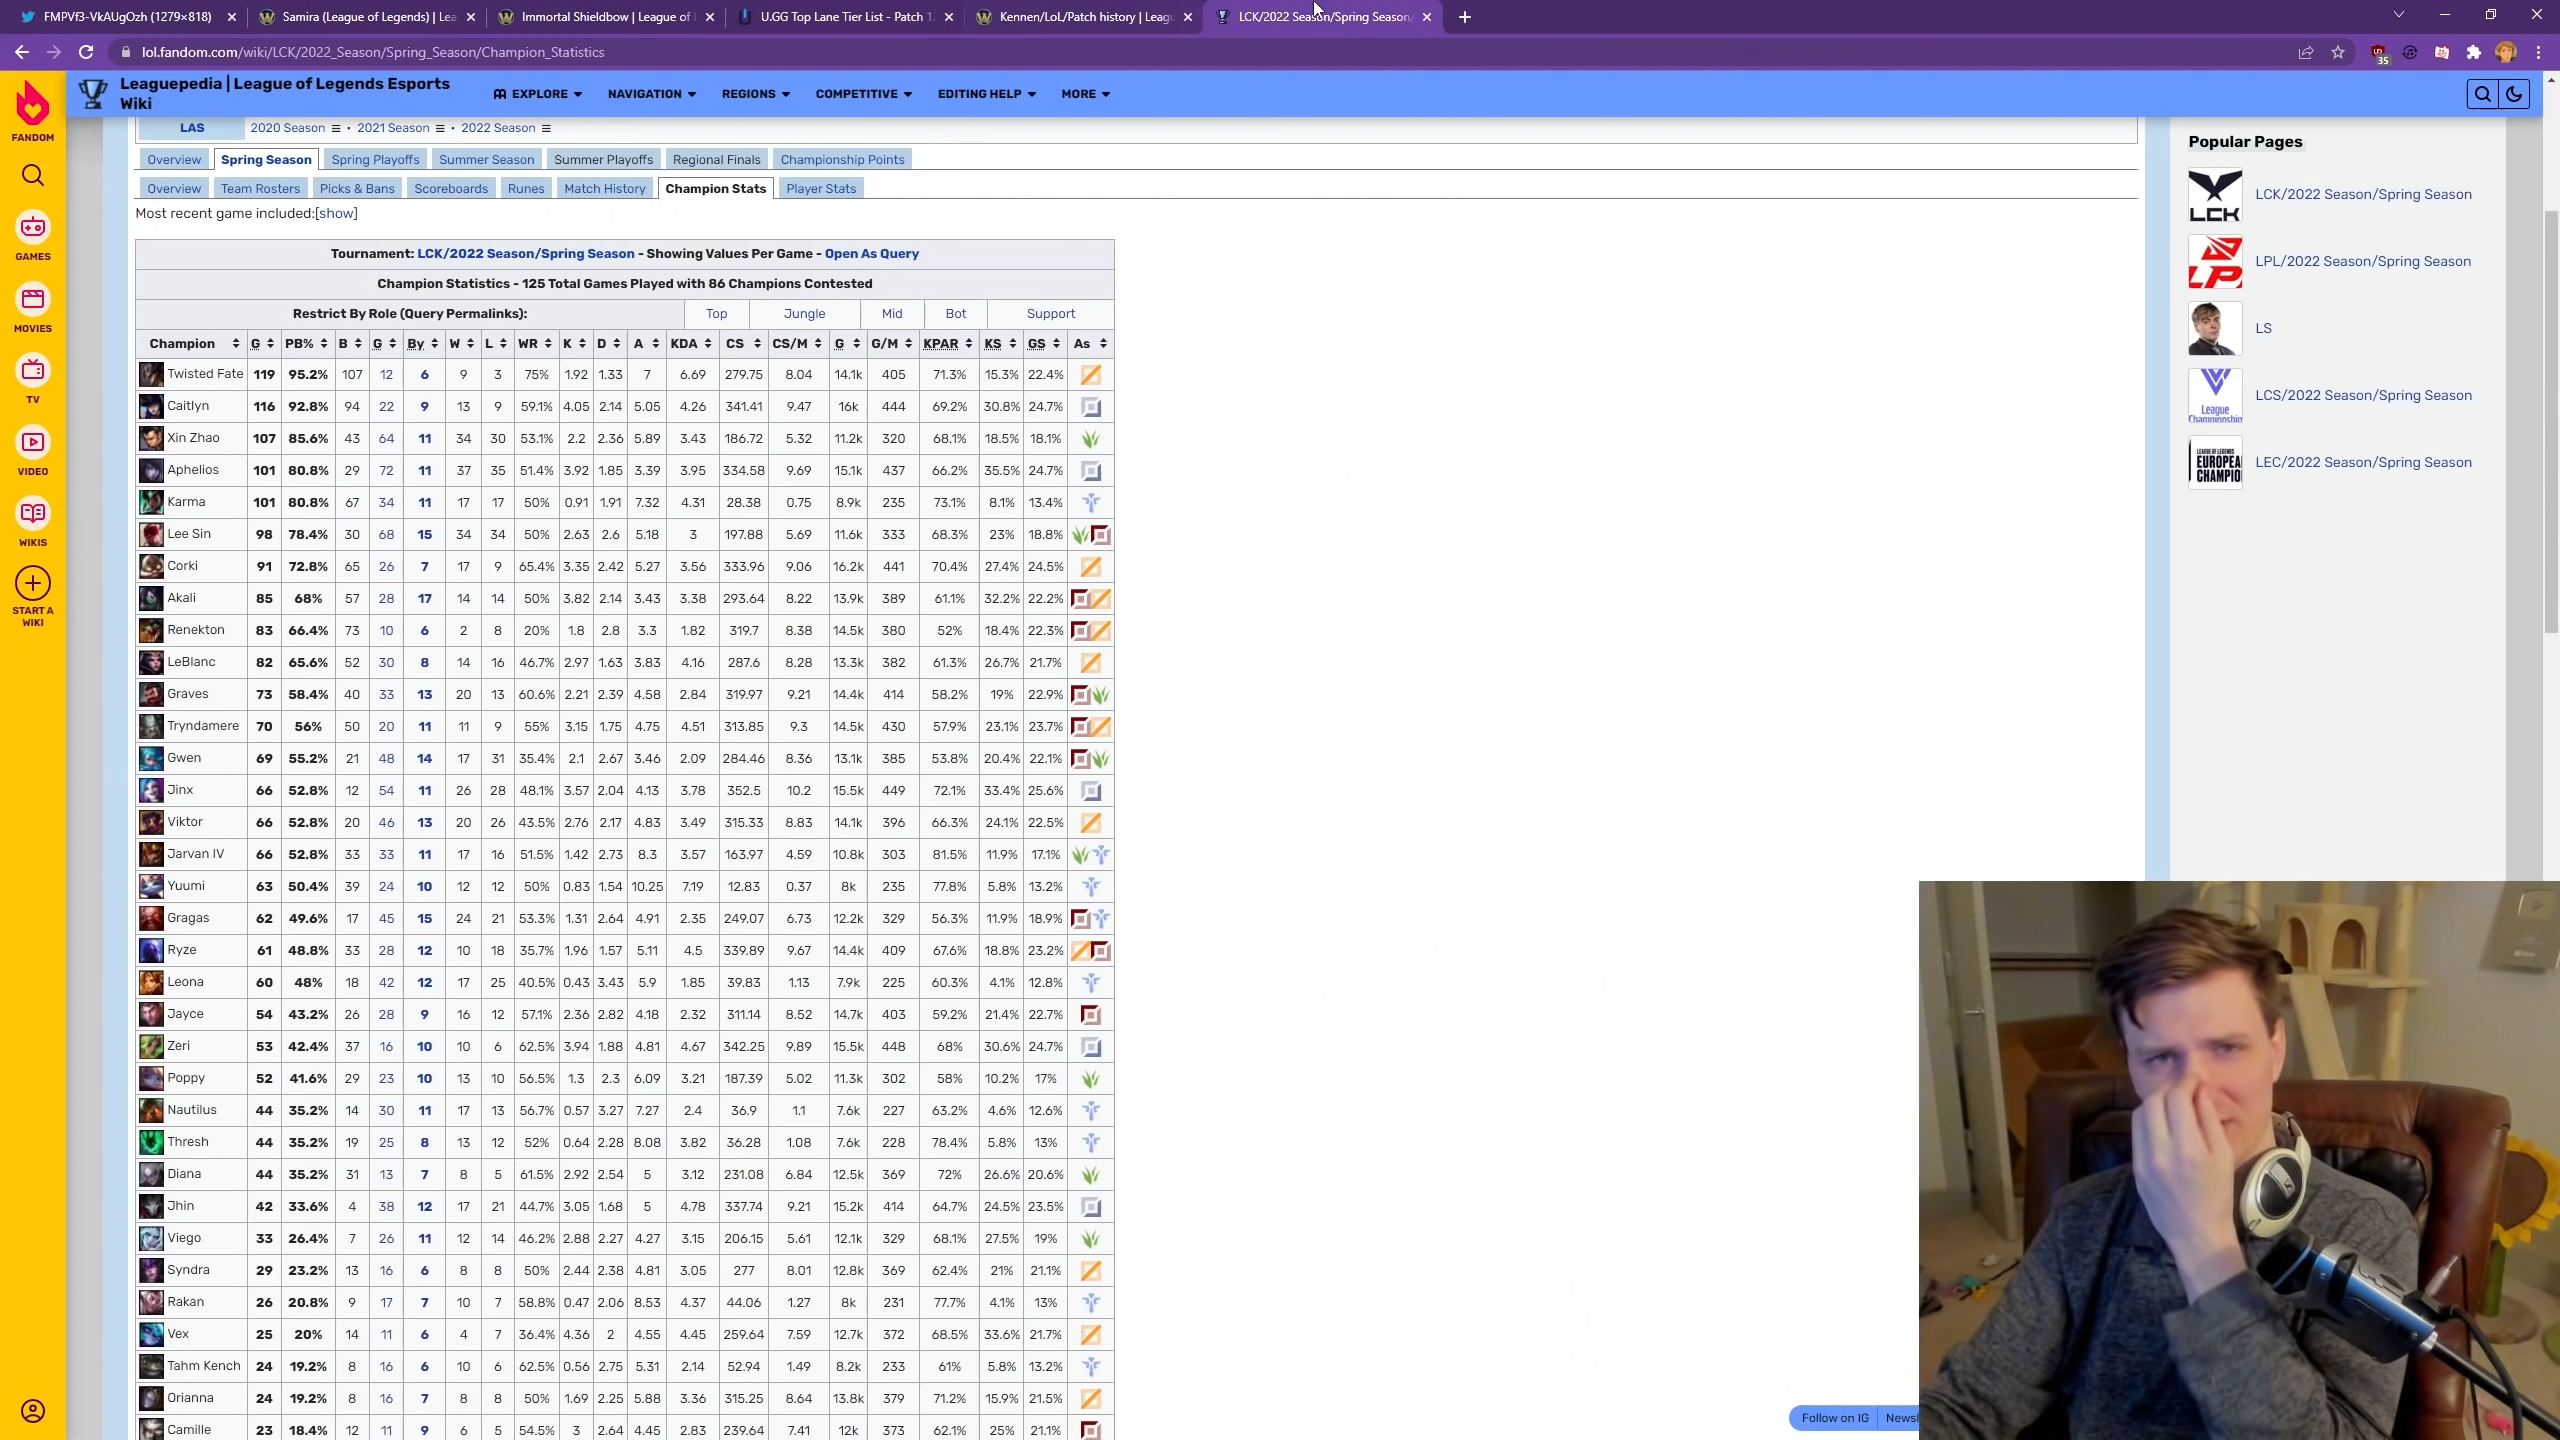 FMPVf3-VkAUgOzh (1279×818)
Samira (League of Legends) | Lea
Immortal Shieldbow | League of
U.GG Top Lane Tier List - Patch 1
Kennen/LoL/Patch history | Leagu
LCK/2022 Season/Spring Season
lol.fandom.com/wiki/LCK/2022_Season/Spring_Season/Champion_Statistics
35
Leaguepedia | League of Legends Esports Wiki
EXPLORE NAVIGATION REGIONS COMPETITIVE EDITING HELP MORE
FANDOM
GAMES
MOVIES
TV
VIDEO
WIKIS
START A WIKI
LAS 2020 Season • 2021 Season • 2022 Season
Overview Spring Season Spring Playoffs Summer Season Summer Playoffs Regional Finals Championship Points
Overview Team Rosters Picks & Bans Scoreboards Runes Match History Champion Stats Player Stats
Most recent game included:[show]
Tournament: LCK/2022 Season/Spring Season - Showing Values Per Game - Open As Query
Champion Statistics - 125 Total Games Played with 86 Champions Contested
Restrict By Role (Query Permalinks): Top Jungle Mid Bot Support
Champion G PB% B G By W L WR K D A KDA CS CS/M G G/M KPAR KS GS As
Twisted Fate 119 95.2% 107 12 6 9 3 75% 1.92 1.33 7 6.69 279.75 8.04 14.1k 405 71.3% 15.3% 22.4%
Caitlyn 116 92.8% 94 22 9 13 9 59.1% 4.05 2.14 5.05 4.26 341.41 9.47 16k 444 69.2% 30.8% 24.7%
Xin Zhao 107 85.6% 43 64 11 34 30 53.1% 2.2 2.36 5.89 3.43 186.72 5.32 11.2k 320 68.1% 18.5% 18.1%
Aphelios 101 80.8% 29 72 11 37 35 51.4% 3.92 1.85 3.39 3.95 334.58 9.69 15.1k 437 66.2% 35.5% 24.7%
Karma 101 80.8% 67 34 11 17 17 50% 0.91 1.91 7.32 4.31 28.38 0.75 8.9k 235 73.1% 8.1% 13.4%
Lee Sin 98 78.4% 30 68 15 34 34 50% 2.63 2.6 5.18 3 197.88 5.69 11.6k 333 68.3% 23% 18.8%
Corki 91 72.8% 65 26 7 17 9 65.4% 3.35 2.42 5.27 3.56 333.96 9.06 16.2k 441 70.4% 27.4% 24.5%
Akali 85 68% 57 28 17 14 14 50% 3.82 2.14 3.43 3.38 293.64 8.22 13.9k 389 61.1% 32.2% 22.2%
Renekton 83 66.4% 73 10 6 2 8 20% 1.8 2.8 3.3 1.82 319.7 8.38 14.5k 380 52% 18.4% 22.3%
LeBlanc 82 65.6% 52 30 8 14 16 46.7% 2.97 1.63 3.83 4.16 287.6 8.28 13.3k 382 61.3% 26.7% 21.7%
Graves 73 58.4% 40 33 13 20 13 60.6% 2.21 2.39 4.58 2.84 319.97 9.21 14.4k 414 58.2% 19% 22.9%
Tryndamere 70 56% 50 20 11 11 9 55% 3.15 1.75 4.75 4.51 313.85 9.3 14.5k 430 57.9% 23.1% 23.7%
Gwen 69 55.2% 21 48 14 17 31 35.4% 2.1 2.67 3.46 2.09 284.46 8.36 13.1k 385 53.8% 20.4% 22.1%
Jinx 66 52.8% 12 54 11 26 28 48.1% 3.57 2.04 4.13 3.78 352.5 10.2 15.5k 449 72.1% 33.4% 25.6%
Viktor 66 52.8% 20 46 13 20 26 43.5% 2.76 2.17 4.83 3.49 315.33 8.83 14.1k 396 66.3% 24.1% 22.5%
Jarvan IV 66 52.8% 33 33 11 17 16 51.5% 1.42 2.73 8.3 3.57 163.97 4.59 10.8k 303 81.5% 11.9% 17.1%
Yuumi 63 50.4% 39 24 10 12 12 50% 0.83 1.54 10.25 7.19 12.83 0.37 8k 235 77.8% 5.8% 13.2%
Gragas 62 49.6% 17 45 15 24 21 53.3% 1.31 2.64 4.91 2.35 249.07 6.73 12.2k 329 56.3% 11.9% 18.9%
Ryze 61 48.8% 33 28 12 10 18 35.7% 1.96 1.57 5.11 4.5 339.89 9.67 14.4k 409 67.6% 18.8% 23.2%
Leona 60 48% 18 42 12 17 25 40.5% 0.43 3.43 5.9 1.85 39.83 1.13 7.9k 225 60.3% 4.1% 12.8%
Jayce 54 43.2% 26 28 9 16 12 57.1% 2.36 2.82 4.18 2.32 311.14 8.52 14.7k 403 59.2% 21.4% 22.7%
Zeri 53 42.4% 37 16 10 10 6 62.5% 3.94 1.88 4.81 4.67 342.25 9.89 15.5k 448 68% 30.6% 24.7%
Poppy 52 41.6% 29 23 10 13 10 56.5% 1.3 2.3 6.09 3.21 187.39 5.02 11.3k 302 58% 10.2% 17%
Nautilus 44 35.2% 14 30 11 17 13 56.7% 0.57 3.27 7.27 2.4 36.9 1.1 7.6k 227 63.2% 4.6% 12.6%
Thresh 44 35.2% 19 25 8 13 12 52% 0.64 2.28 8.08 3.82 36.28 1.08 7.6k 228 78.4% 5.8% 13%
Diana 44 35.2% 31 13 7 8 5 61.5% 2.92 2.54 5 3.12 231.08 6.84 12.5k 369 72% 26.6% 20.6%
Jhin 42 33.6% 4 38 12 17 21 44.7% 3.05 1.68 5 4.78 337.74 9.21 15.2k 414 64.7% 24.5% 23.5%
Viego 33 26.4% 7 26 11 12 14 46.2% 2.88 2.27 4.27 3.15 206.15 5.61 12.1k 329 68.1% 27.5% 19%
Syndra 29 23.2% 13 16 6 8 8 50% 2.44 2.38 4.81 3.05 277 8.01 12.8k 369 62.4% 21% 21.1%
Rakan 26 20.8% 9 17 7 10 7 58.8% 0.47 2.06 8.53 4.37 44.06 1.27 8k 231 77.7% 4.1% 13%
Vex 25 20% 14 11 6 4 7 36.4% 4.36 2 4.55 4.45 259.64 7.59 12.7k 372 68.5% 33.6% 21.7%
Tahm Kench 24 19.2% 8 16 6 10 6 62.5% 0.56 2.75 5.31 2.14 52.94 1.49 8.2k 233 61% 5.8% 13.2%
Orianna 24 19.2% 8 16 7 8 8 50% 1.69 2.25 5.88 3.36 315.25 8.64 13.8k 379 71.2% 15.9% 21.5%
Camille 23 18.4% 12 11 9 6 5 54.5% 3 2.64 4.45 2.83 239.64 7.41 12k 373 62.1% 25% 21.1%
Popular Pages
LCK
LCK/2022 Season/Spring Season
LPL/2022 Season/Spring Season
LS
League
LCS/2022 Season/Spring Season
LEC/2022 Season/Spring Season
Follow on IG